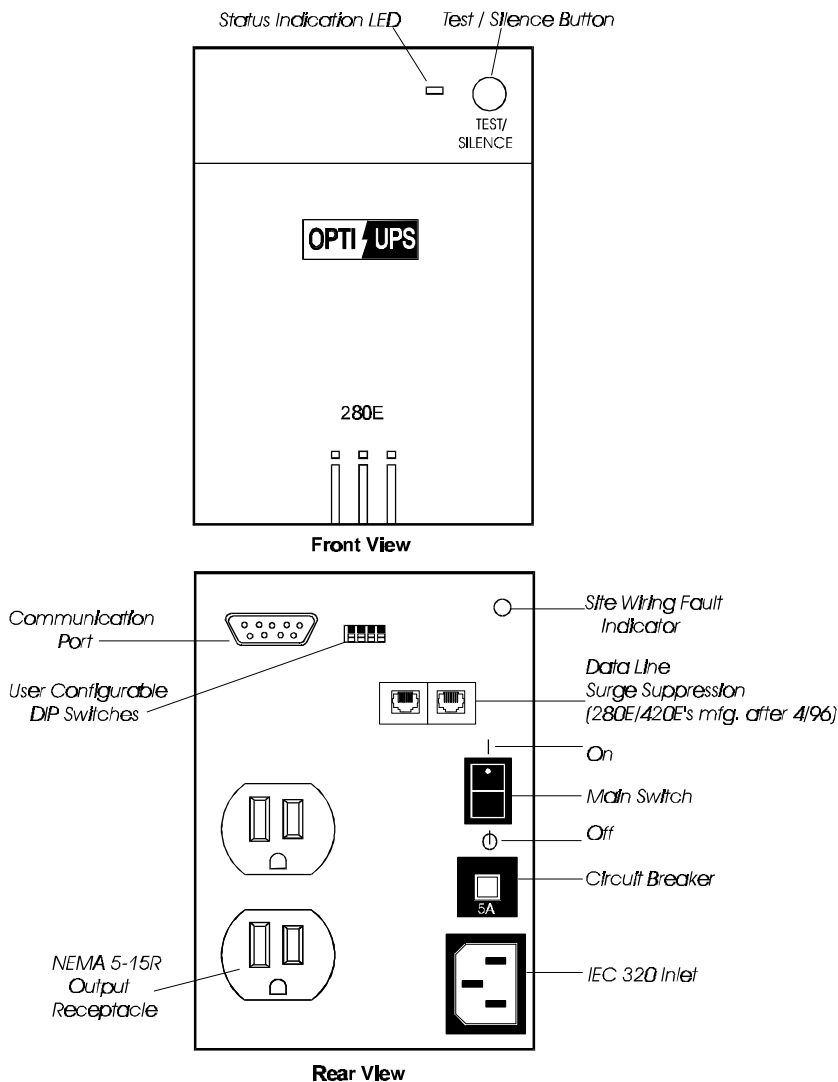 Status Indication LED
Test / Silence Button
TEST/
SILENCE
OPTI UPS
280E
Front View
Communication
Port
User Configurable
DIP Switches
NEMA 5-15R
Output
Receptacle
Site Wiring Fault
Indicator
Data Line
Surge Suppression
(280E/420E's mfg. after 4/96)
On
Main Switch
Off
Circuit Breaker
5A
IEC 320 Inlet
Rear View